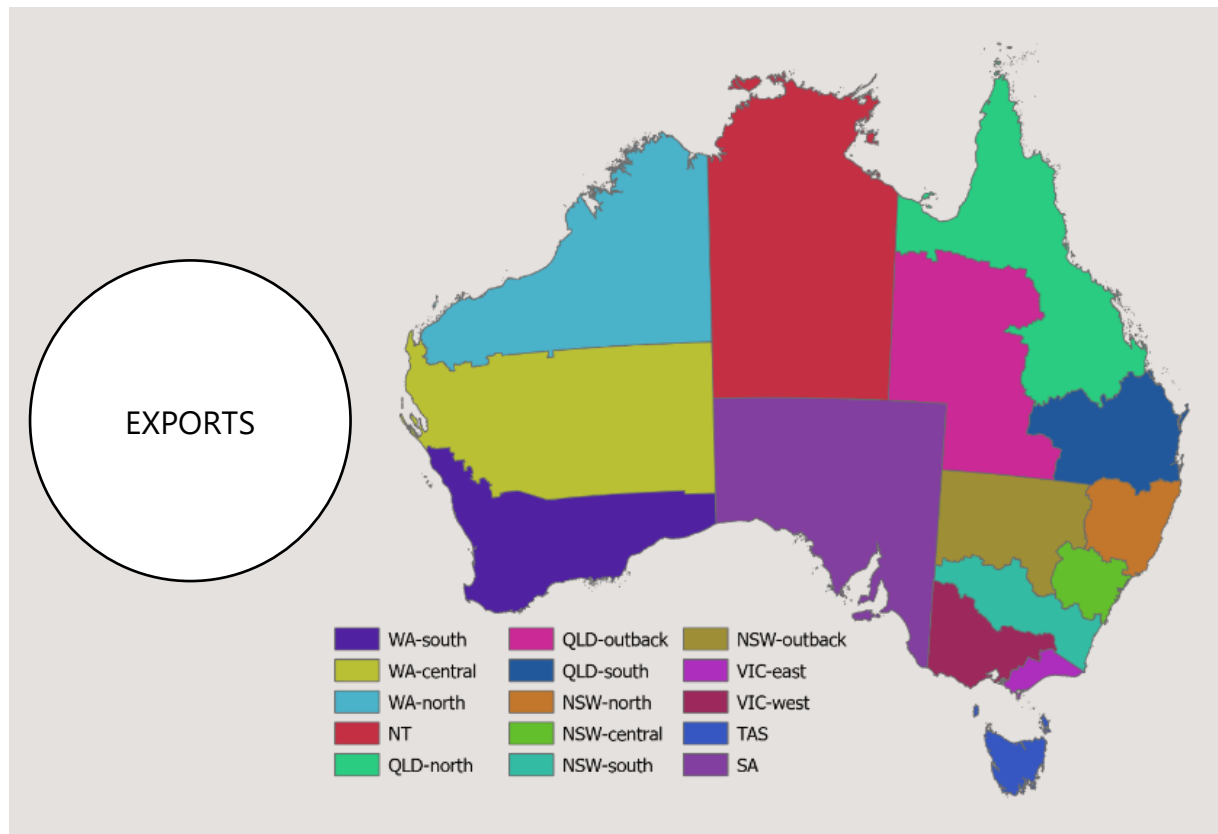 EXPORTS
WA-south
WA-central
WA-north
NT
QLD-north
QLD-outback
QLD-south
NSW-north
NSW-central
NSW-south
NSW-outback
VIC-east
VIC-west
TAS
SA